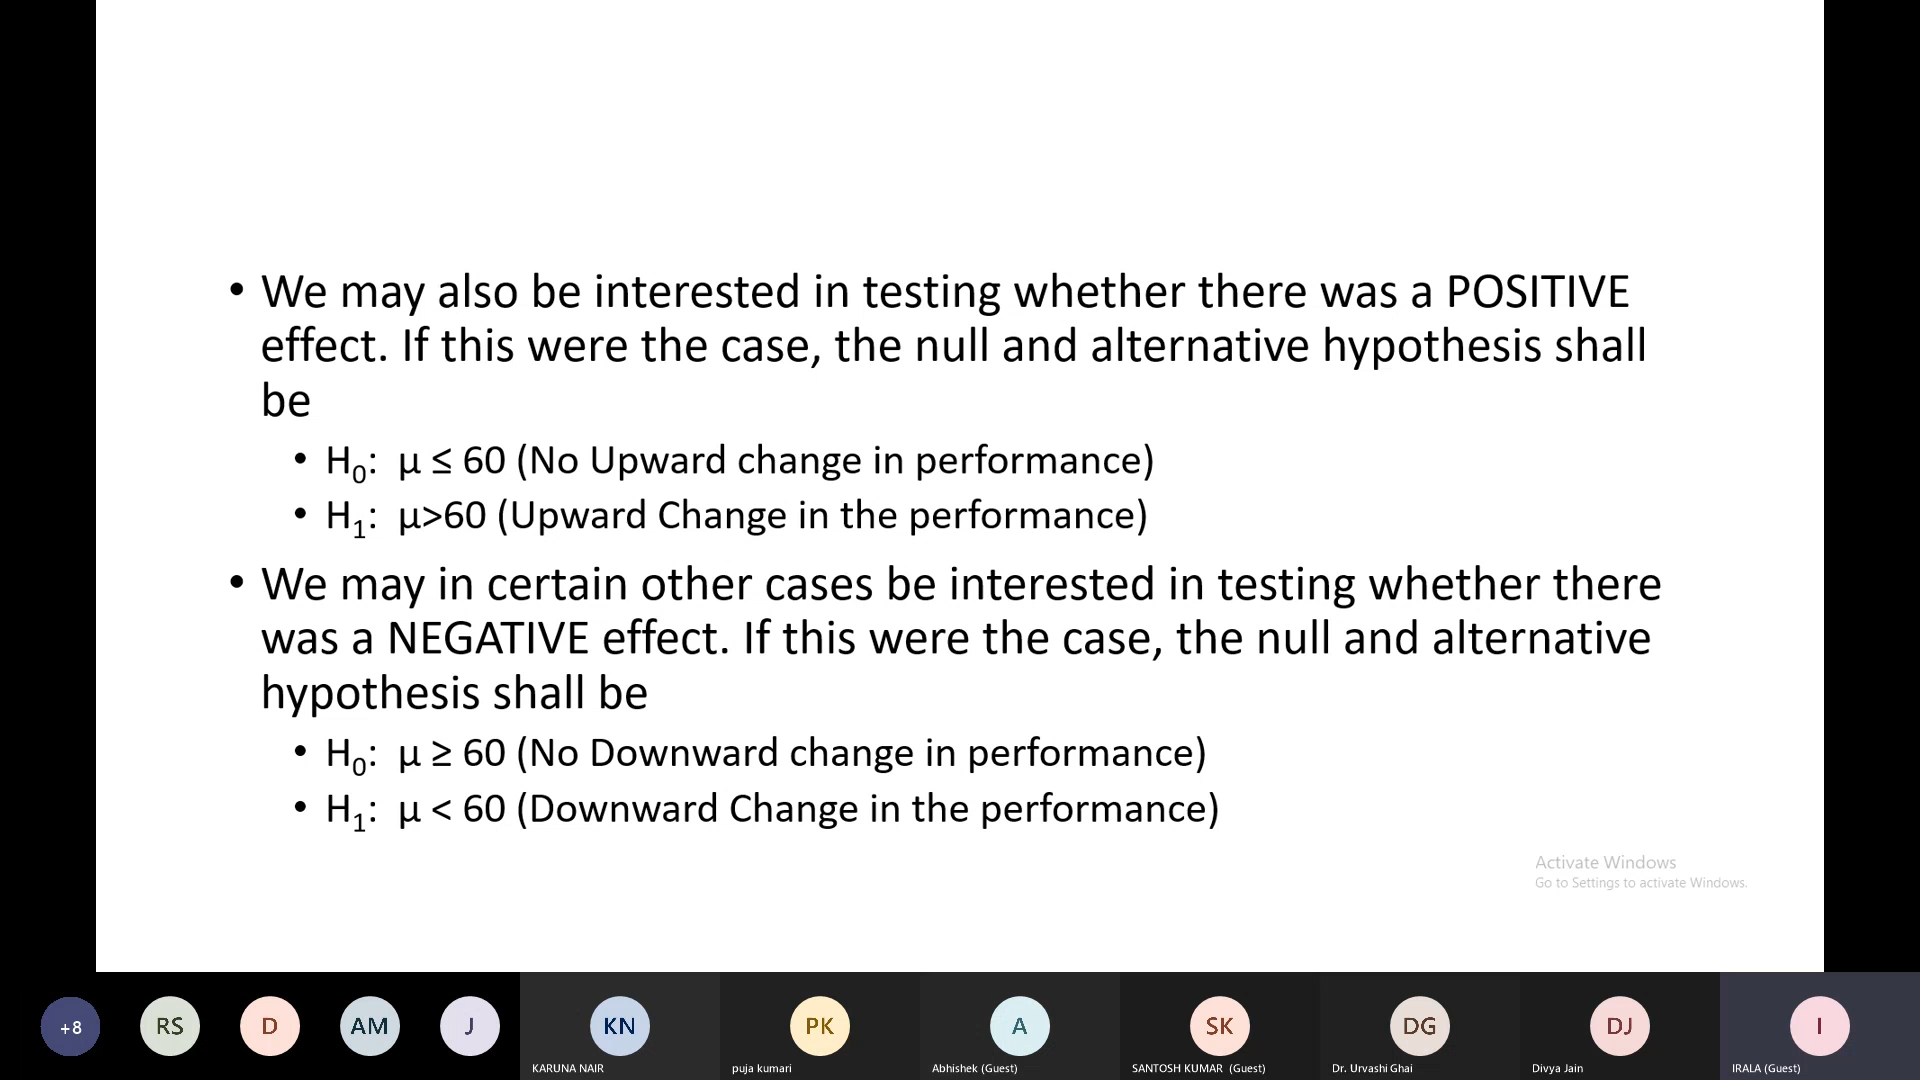 • We may also be interested in testing whether there was a POSITIVE
effect. If this were the case, the null and alternative hypothesis shall
be
• H₀: μ ≤ 60 (No Upward change in performance)
• H₁: μ>60 (Upward Change in the performance)
• We may in certain other cases be interested in testing whether there
was a NEGATIVE effect. If this were the case, the null and alternative
hypothesis shall be
• H₀: μ ≥ 60 (No Downward change in performance)
• H₁: μ < 60 (Downward Change in the performance)
Activate Windows
Go to Settings to activate Windows.
+8 RS D AM J KN PK A SK DG DJ I
KARUNA NAIR puja kumari Abhishek (Guest) SANTOSH KUMAR (Guest) Dr. Urvashi Ghai Divya Jain IRALA (Guest)